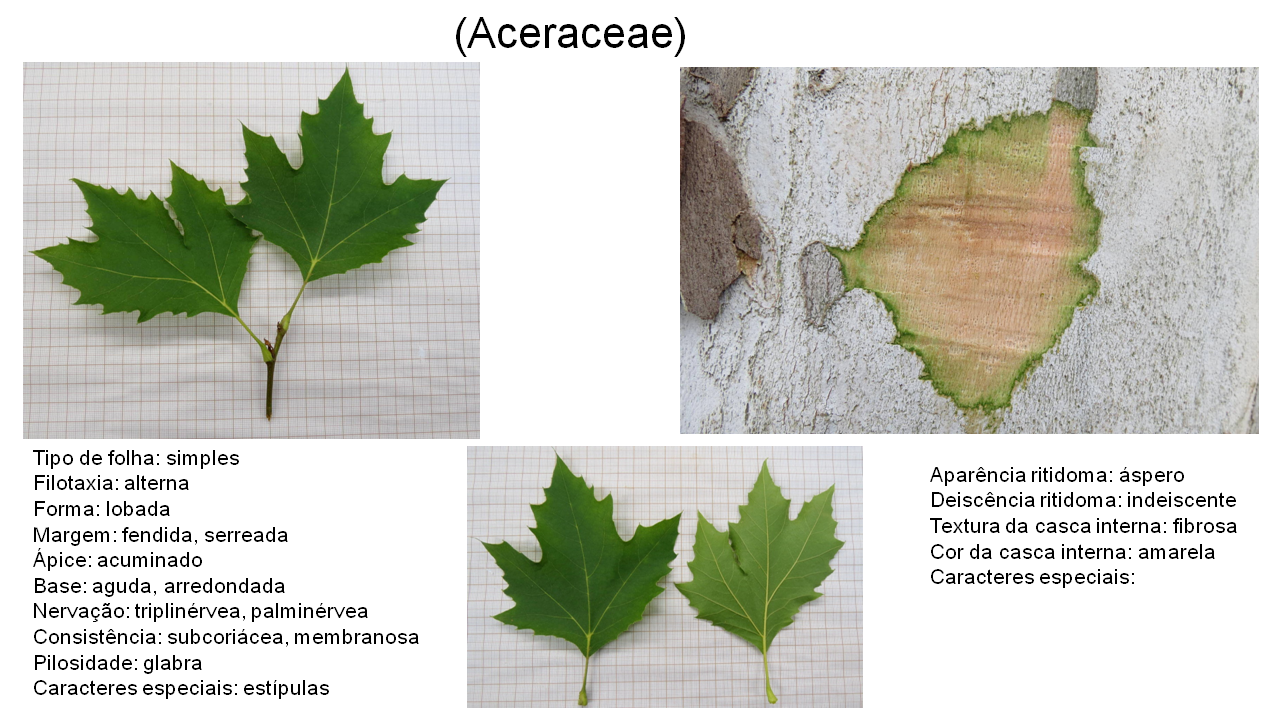 (Aceraceae)
Tipo de folha: simples
Filotaxia: alterna
Forma: lobada
Margem: fendida, serreada
Ápice: acuminado
Base: aguda, arredondada
Nervação: triplinérvea, palminérvea
Consistência: subcoriácea, membranosa
Pilosidade: glabra
Caracteres especiais: estípulas
Aparência ritidoma: áspero
Deiscência ritidoma: indeiscente
Textura da casca interna: fibrosa
Cor da casca interna: amarela
Caracteres especiais: